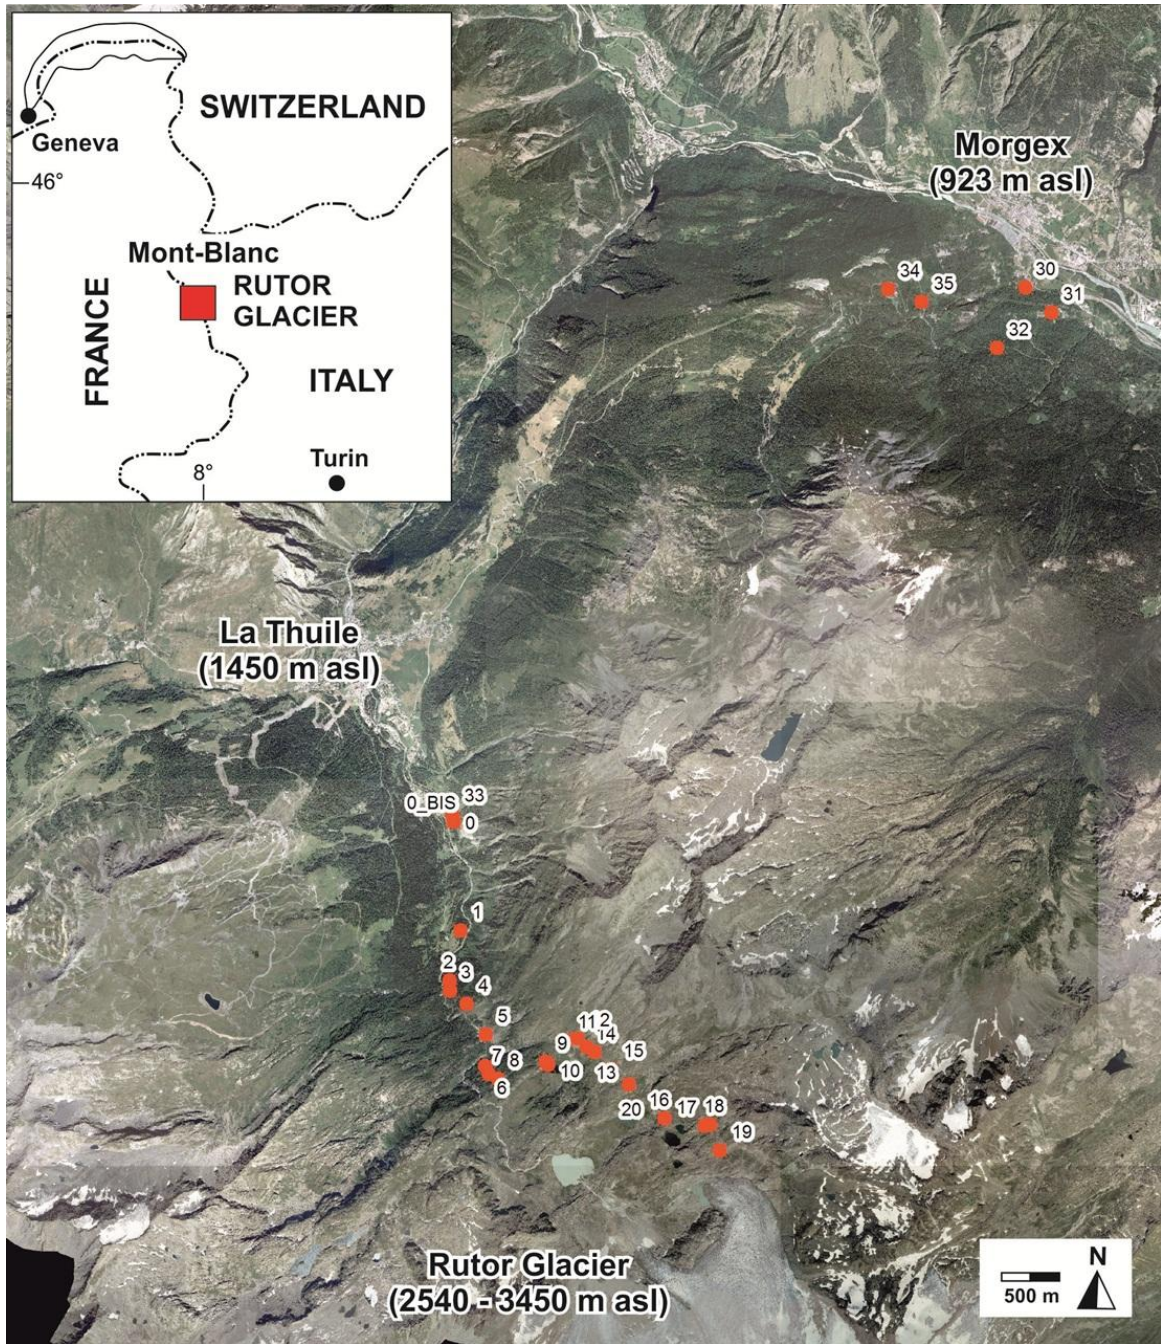 SWITZERLAND
Geneva
46°
Mont-Blanc
RUTOR
GLACIER
FRANCE
ITALY
Turin
8°
Morgex
(923 m asl)
34
35
30
31
32
La Thuile
(1450 m asl)
0_BIS
33
0
1
2
3
4
5
7
8
6
9
10
11
12
14
13
15
20
16
17
18
19
Rutor Glacier
(2540 - 3450 m asl)
500 m
N